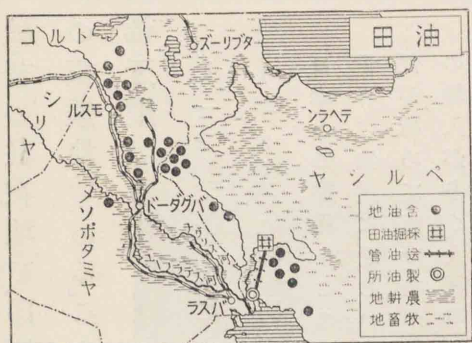 油田
トルコ
タブリーズ
モスル
テヘラン
シリヤ
ペルシヤ
メソポタミヤ
バグダード
バスラ
含油地
採掘油田
送油管
製油所
農耕地
牧畜地